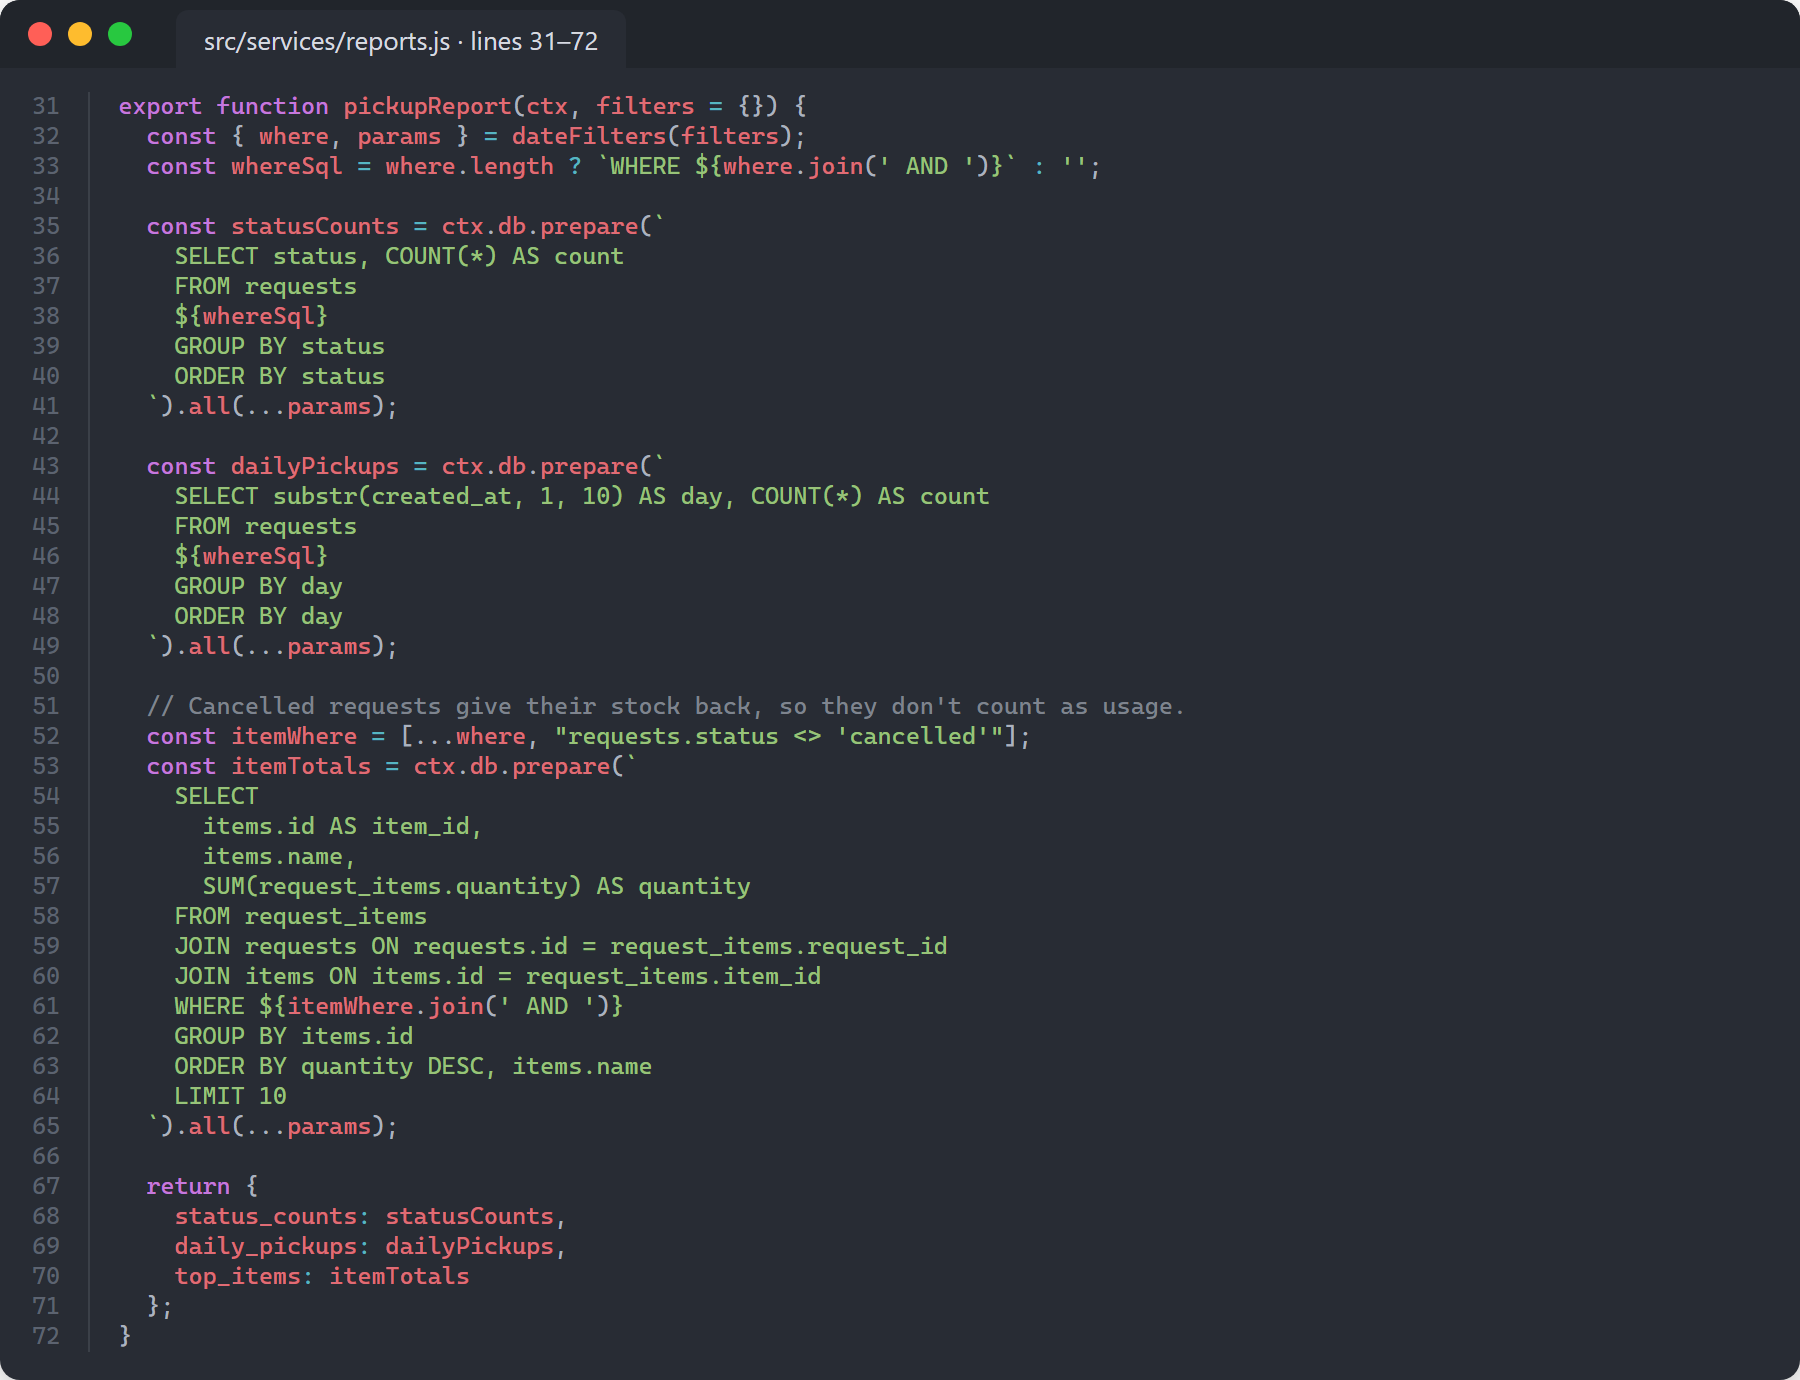 src/services/reports.js · lines 31–72
31 export function pickupReport(ctx, filters = {}) {
32   const { where, params } = dateFilters(filters);
33   const whereSql = where.length ? `WHERE ${where.join(' AND ')}` : '';
34
35   const statusCounts = ctx.db.prepare(`
36     SELECT status, COUNT(*) AS count
37     FROM requests
38     ${whereSql}
39     GROUP BY status
40     ORDER BY status
41   `).all(...params);
42
43   const dailyPickups = ctx.db.prepare(`
44     SELECT substr(created_at, 1, 10) AS day, COUNT(*) AS count
45     FROM requests
46     ${whereSql}
47     GROUP BY day
48     ORDER BY day
49   `).all(...params);
50
51   // Cancelled requests give their stock back, so they don't count as usage.
52   const itemWhere = [...where, "requests.status <> 'cancelled'"];
53   const itemTotals = ctx.db.prepare(`
54     SELECT
55       items.id AS item_id,
56       items.name,
57       SUM(request_items.quantity) AS quantity
58     FROM request_items
59     JOIN requests ON requests.id = request_items.request_id
60     JOIN items ON items.id = request_items.item_id
61     WHERE ${itemWhere.join(' AND ')}
62     GROUP BY items.id
63     ORDER BY quantity DESC, items.name
64     LIMIT 10
65   `).all(...params);
66
67   return {
68     status_counts: statusCounts,
69     daily_pickups: dailyPickups,
70     top_items: itemTotals
71   };
72 }